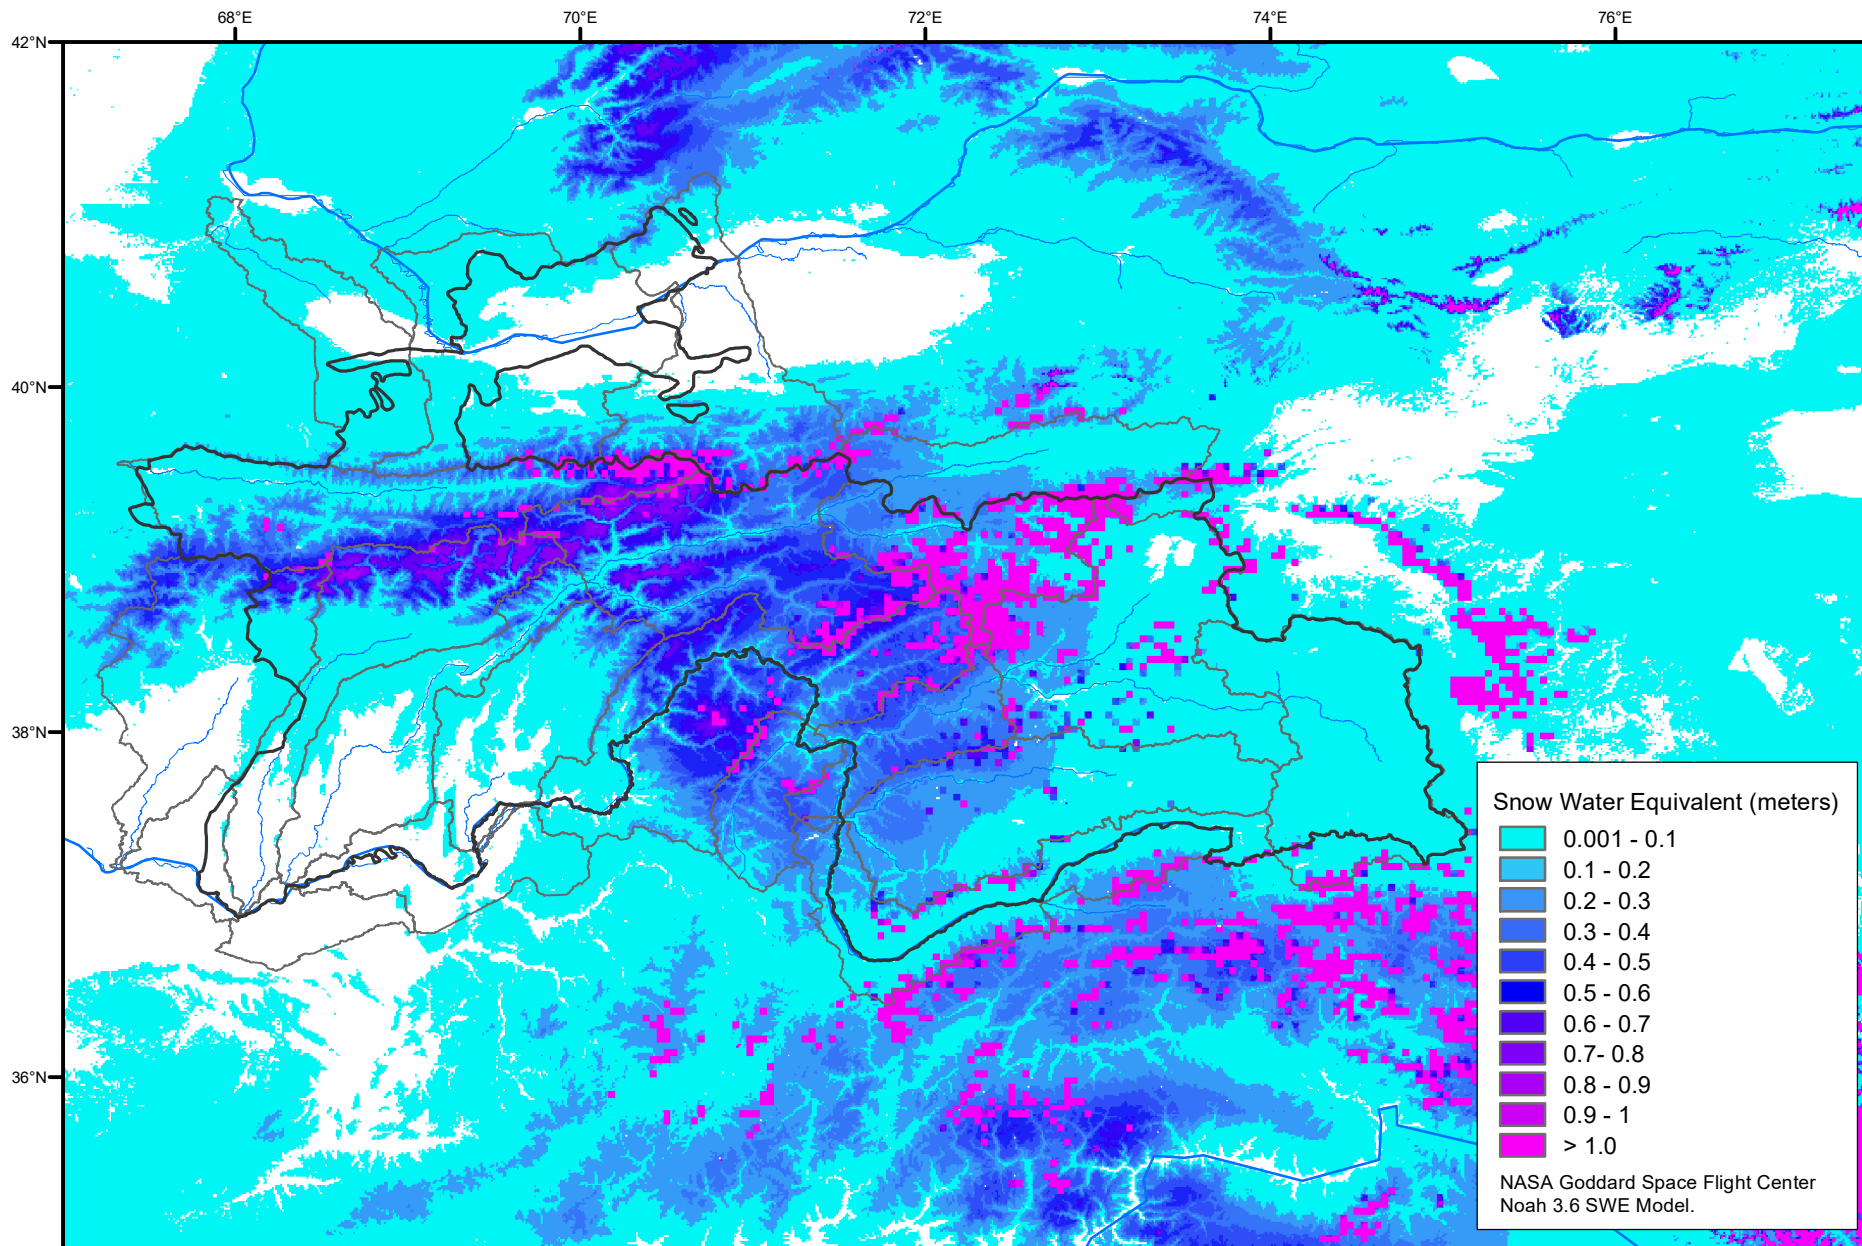 68°E
70°E
72°E
74°E
76°E
42°N
40°N
38°N
36°N
Snow Water Equivalent (meters)
0.001 - 0.1
0.1 - 0.2
0.2 - 0.3
0.3 - 0.4
0.4 - 0.5
0.5 - 0.6
0.6 - 0.7
0.7- 0.8
0.8 - 0.9
0.9 - 1
> 1.0
NASA Goddard Space Flight Center
Noah 3.6 SWE Model.